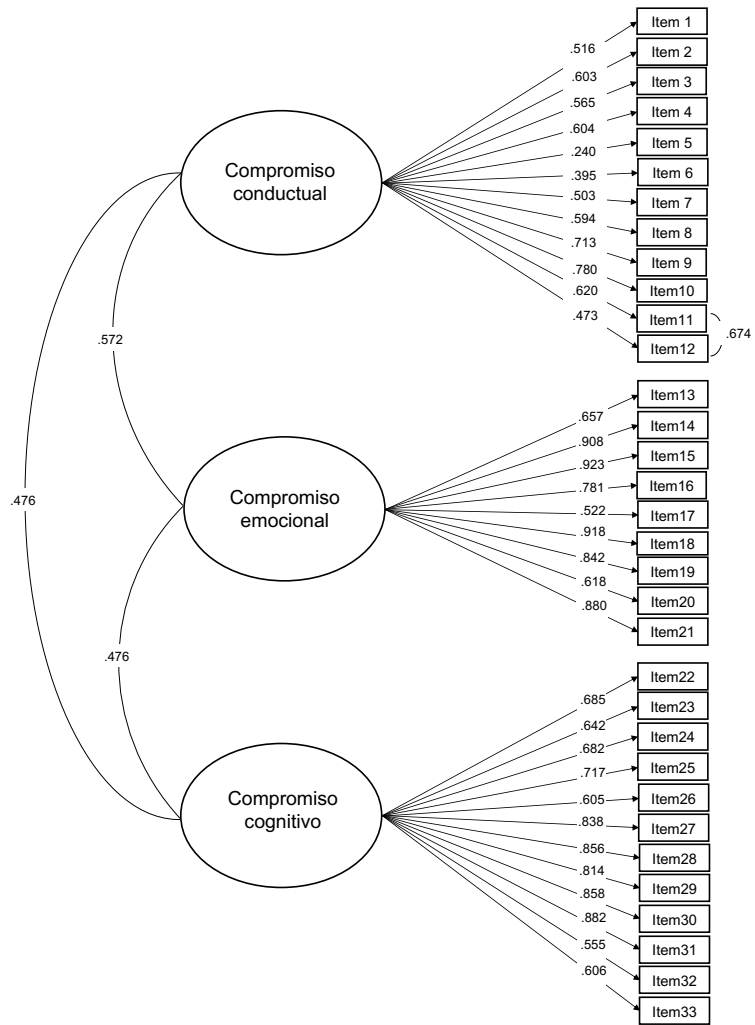 Item 1
.516
Item 2
.603
Item 3
.565
Item 4
.604
Item 5
.240
Item 6
.395
Item 7
.503
Item 8
.594
Item 9
.713
Item10
.780
Item11
.620
Item12
.473
.674
Compromiso
conductual
.572
Item13
.657
Item14
.908
Item15
.923
Item16
.781
Item17
.522
Item18
.918
Item19
.842
Item20
.618
Item21
.880
Compromiso
emocional
.476
.476
Item22
.685
Item23
.642
Item24
.682
Item25
.717
Item26
.605
Item27
.838
Item28
.856
Item29
.814
Item30
.858
Item31
.882
Item32
.555
Item33
.606
Compromiso
cognitivo